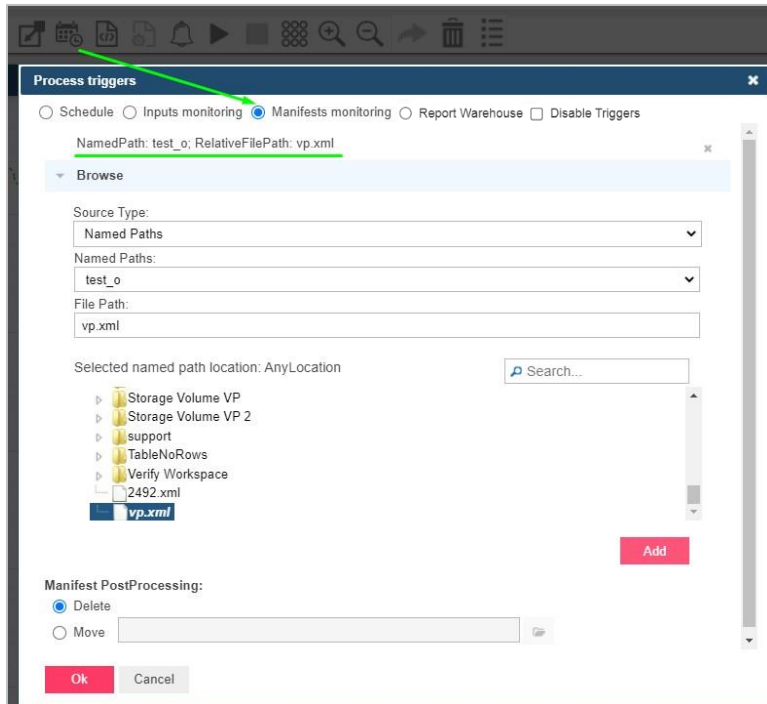 Process triggers
Schedule Inputs monitoring Manifests monitoring Report Warehouse Disable Triggers
NamedPath: test_o; RelativeFilePath: vp.xml
Browse
Source Type:
Named Paths
Named Paths:
test_o
File Path:
vp.xml
Selected named path location: AnyLocation
Search...
Storage Volume VP
Storage Volume VP 2
support
TableNoRows
Verify Workspace
2492.xml
vp.xml
Add
Manifest PostProcessing:
Delete
Move
Ok Cancel